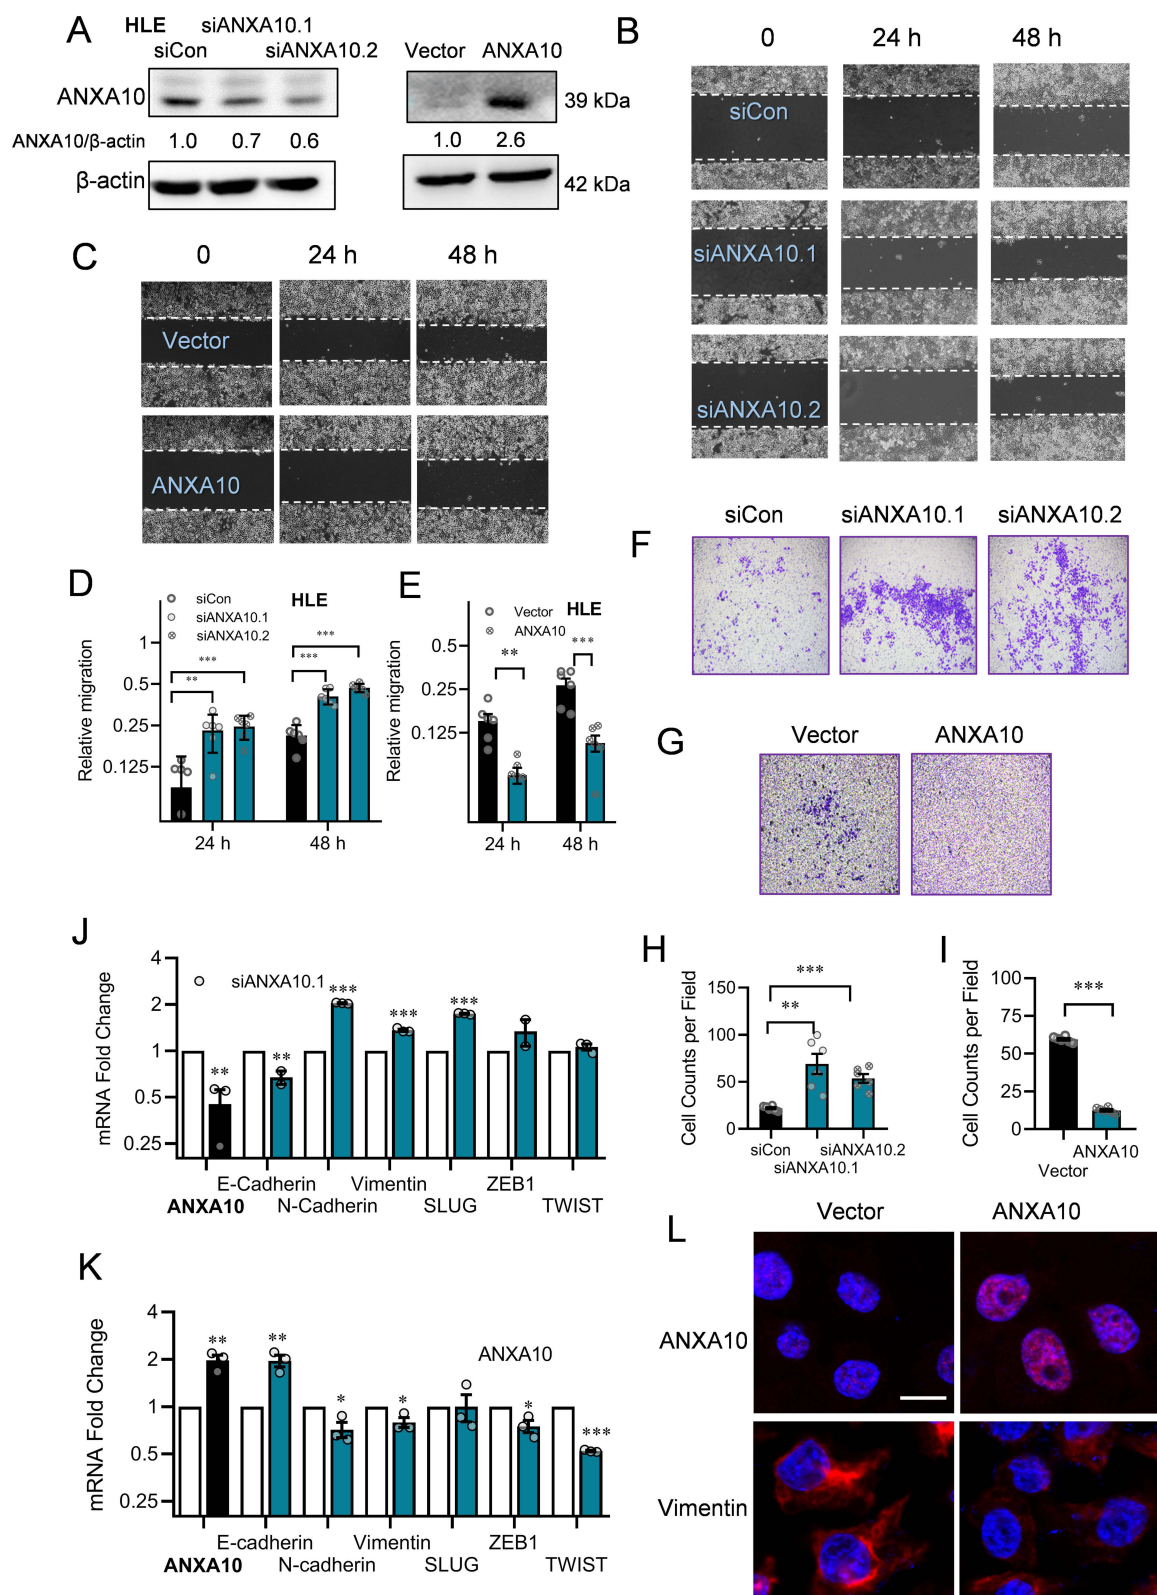 A
HLE siANXA10.1
siCon siANXA10.2
Vector ANXA10
ANXA10
39 kDa
ANXA10/β-actin 1.0 0.7 0.6 1.0 2.6
β-actin
42 kDa
B
0 24 h 48 h
siCon
siANXA10.1
siANXA10.2
C
0 24 h 48 h
Vector
ANXA10
D
HLE
siCon
siANXA10.1
siANXA10.2
Relative migration
1
0.5
0.25
0.125
***
**
***
***
24 h 48 h
E
HLE
Vector
ANXA10
Relative migration
0.5
0.25
0.125
**
***
24 h 48 h
F
siCon siANXA10.1 siANXA10.2
G
Vector ANXA10
H
Cell Counts per Field
150
100
50
0
***
**
siCon siANXA10.2
siANXA10.1
I
Cell Counts per Field
100
75
50
25
0
***
ANXA10
Vector
J
mRNA Fold Change
4
2
1
0.5
0.25
siANXA10.1
** ** *** *** ***
E-Cadherin Vimentin ZEB1
ANXA10 N-Cadherin SLUG TWIST
K
mRNA Fold Change
4
2
1
0.5
0.25
ANXA10
** ** * * * ***
E-cadherin Vimentin ZEB1
ANXA10 N-cadherin SLUG TWIST
L
Vector ANXA10
ANXA10
Vimentin